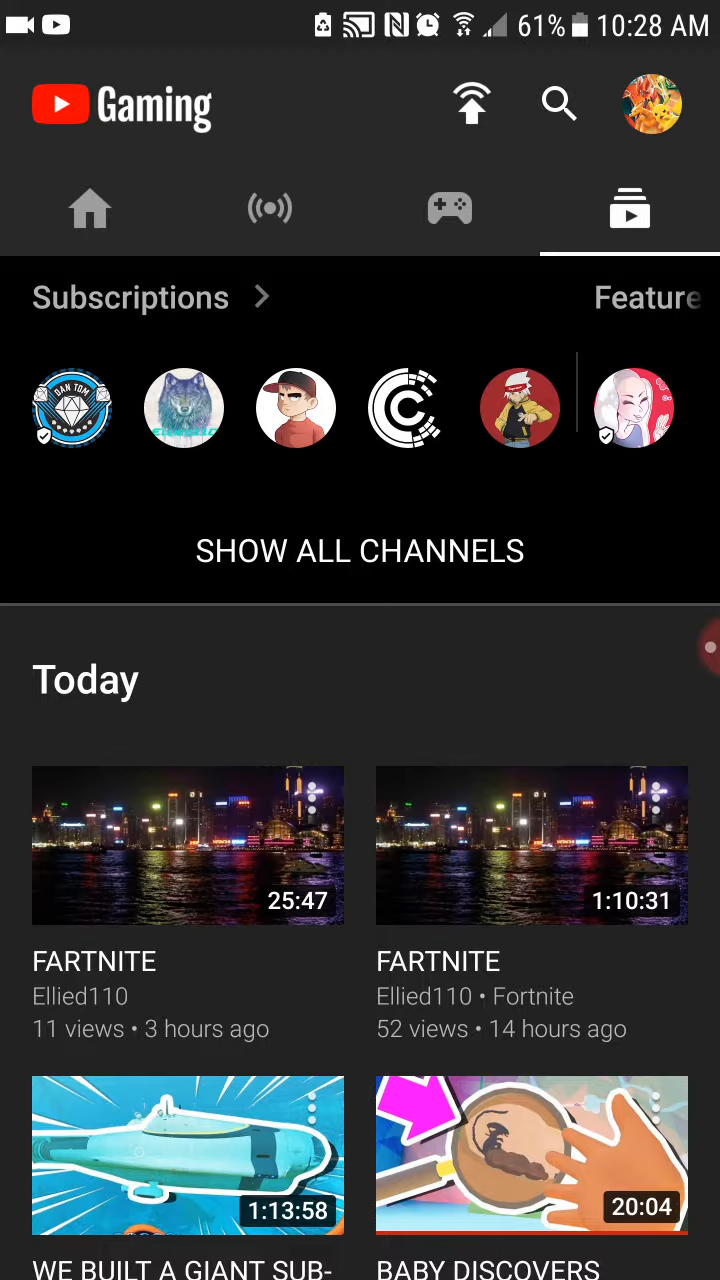 61% 10:28 AM
Gaming
Subscriptions Feature
DAN TOM
SHOW ALL CHANNELS
Today
25:47
1:10:31
FARTNITE
Ellied110
11 views • 3 hours ago
FARTNITE
Ellied110 • Fortnite
52 views • 14 hours ago
1:13:58
20:04
WE BUILT A GIANT SUB-
BABY DISCOVERS